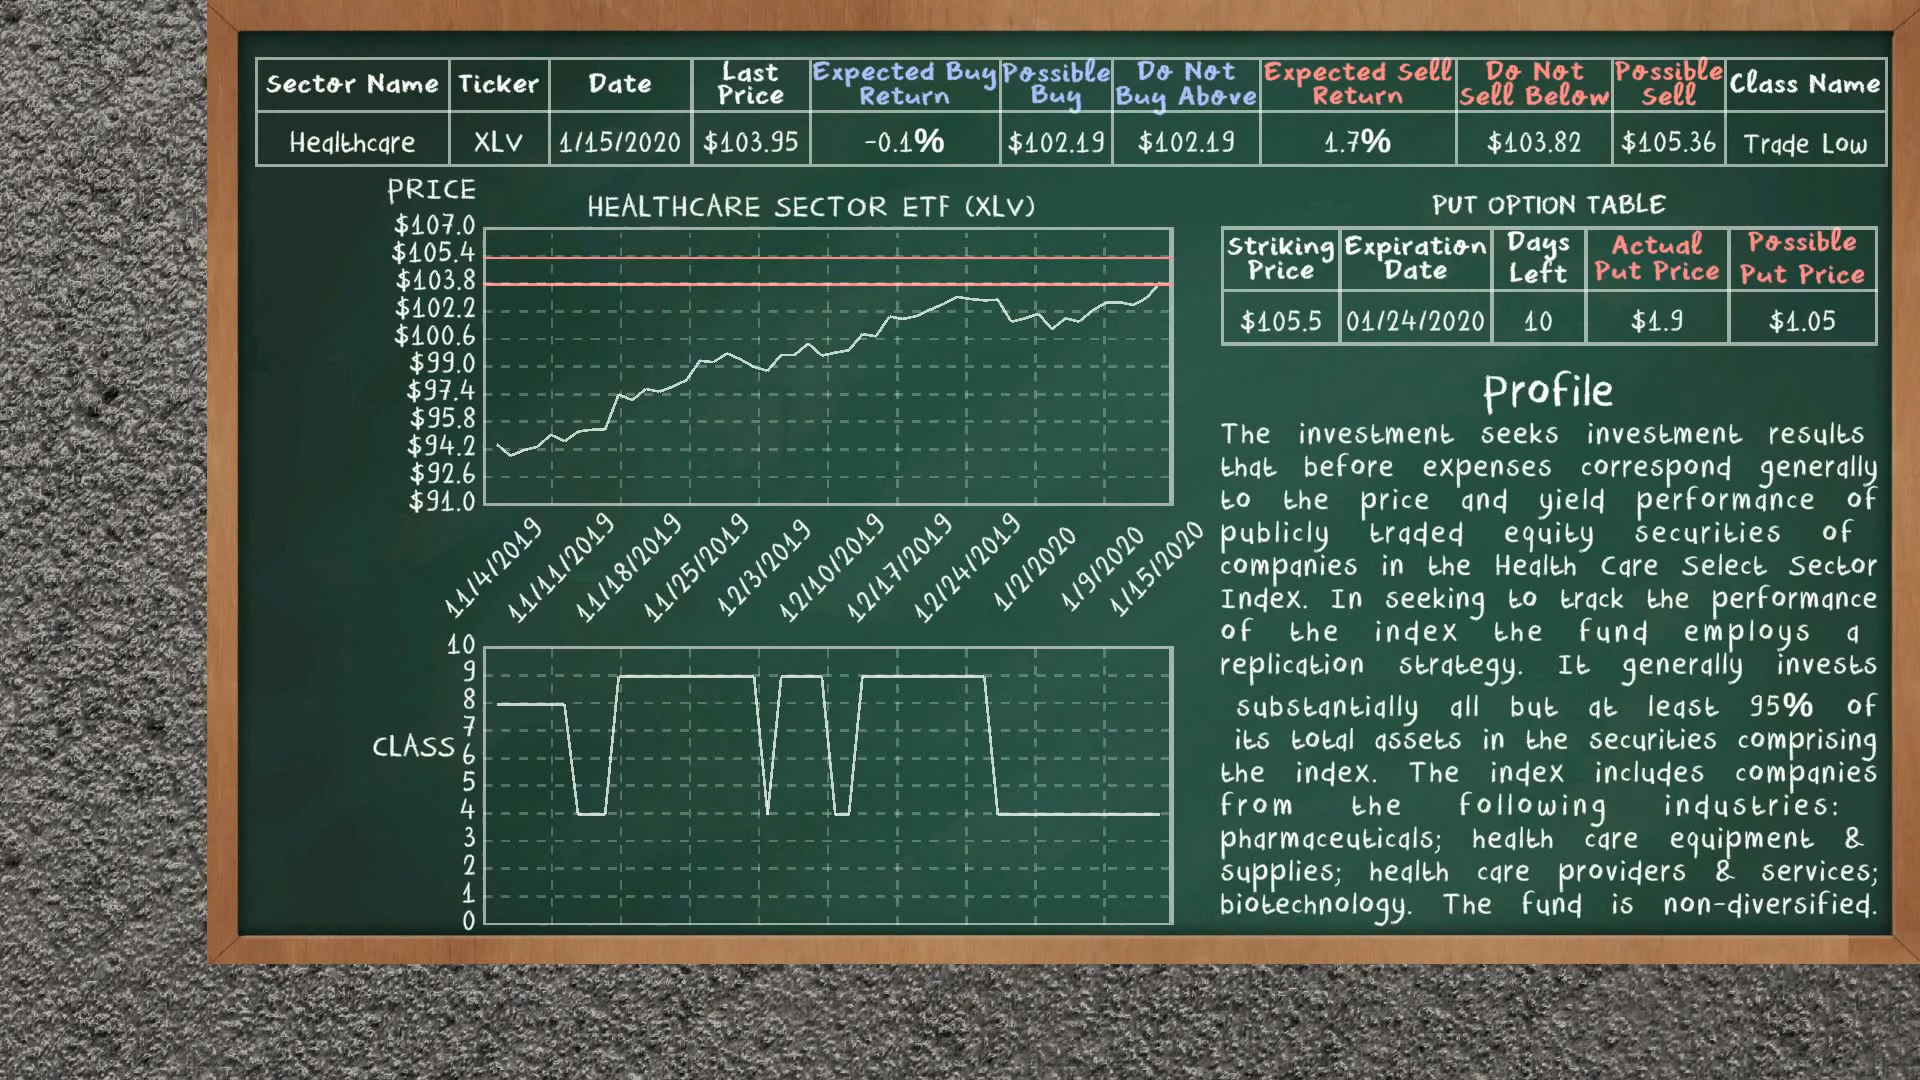 Sector Name Ticker Date Last Price Expected Buy Return Possible Buy Do Not Buy Above Expected Sell Return Do Not Sell Below Possible Sell Class Name
Healthcare XLV 1/15/2020 $103.95 -0.1% $102.19 $102.19 1.7% $103.82 $105.36 Trade Low
PRICE
HEALTHCARE SECTOR ETF (XLV)
$107.0
$105.4
$103.8
$102.2
$100.6
$99.0
$97.4
$95.8
$94.2
$92.6
$91.0
11/4/2019 11/11/2019 11/18/2019 11/25/2019 12/3/2019 12/10/2019 12/17/2019 12/24/2019 1/2/2020 1/9/2020 1/15/2020
CLASS
10
9
8
7
6
5
4
3
2
1
0
PUT OPTION TABLE
Striking Price Expiration Date Days Left Actual Put Price Possible Put Price
$105.5 01/24/2020 10 $1.9 $1.05
Profile
The investment seeks investment results
that before expenses correspond generally
to the price and yield performance of
publicly traded equity securities of
companies in the Health Care Select Sector
Index. In seeking to track the performance
of the index the fund employs a
replication strategy. It generally invests
substantially all but at least 95% of
its total assets in the securities comprising
the index. The index includes companies
from the following industries:
pharmaceuticals; health care equipment &
supplies; health care providers & services;
biotechnology. The fund is non-diversified.